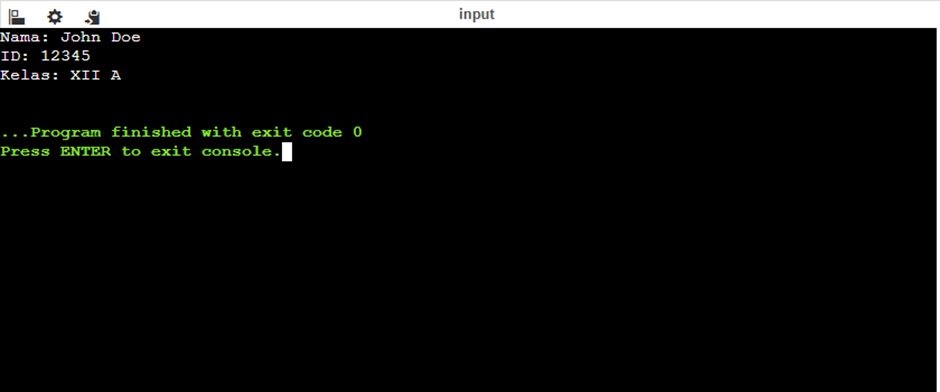 input
Nama: John Doe
ID: 12345
Kelas: XII A
...Program finished with exit code 0
Press ENTER to exit console.